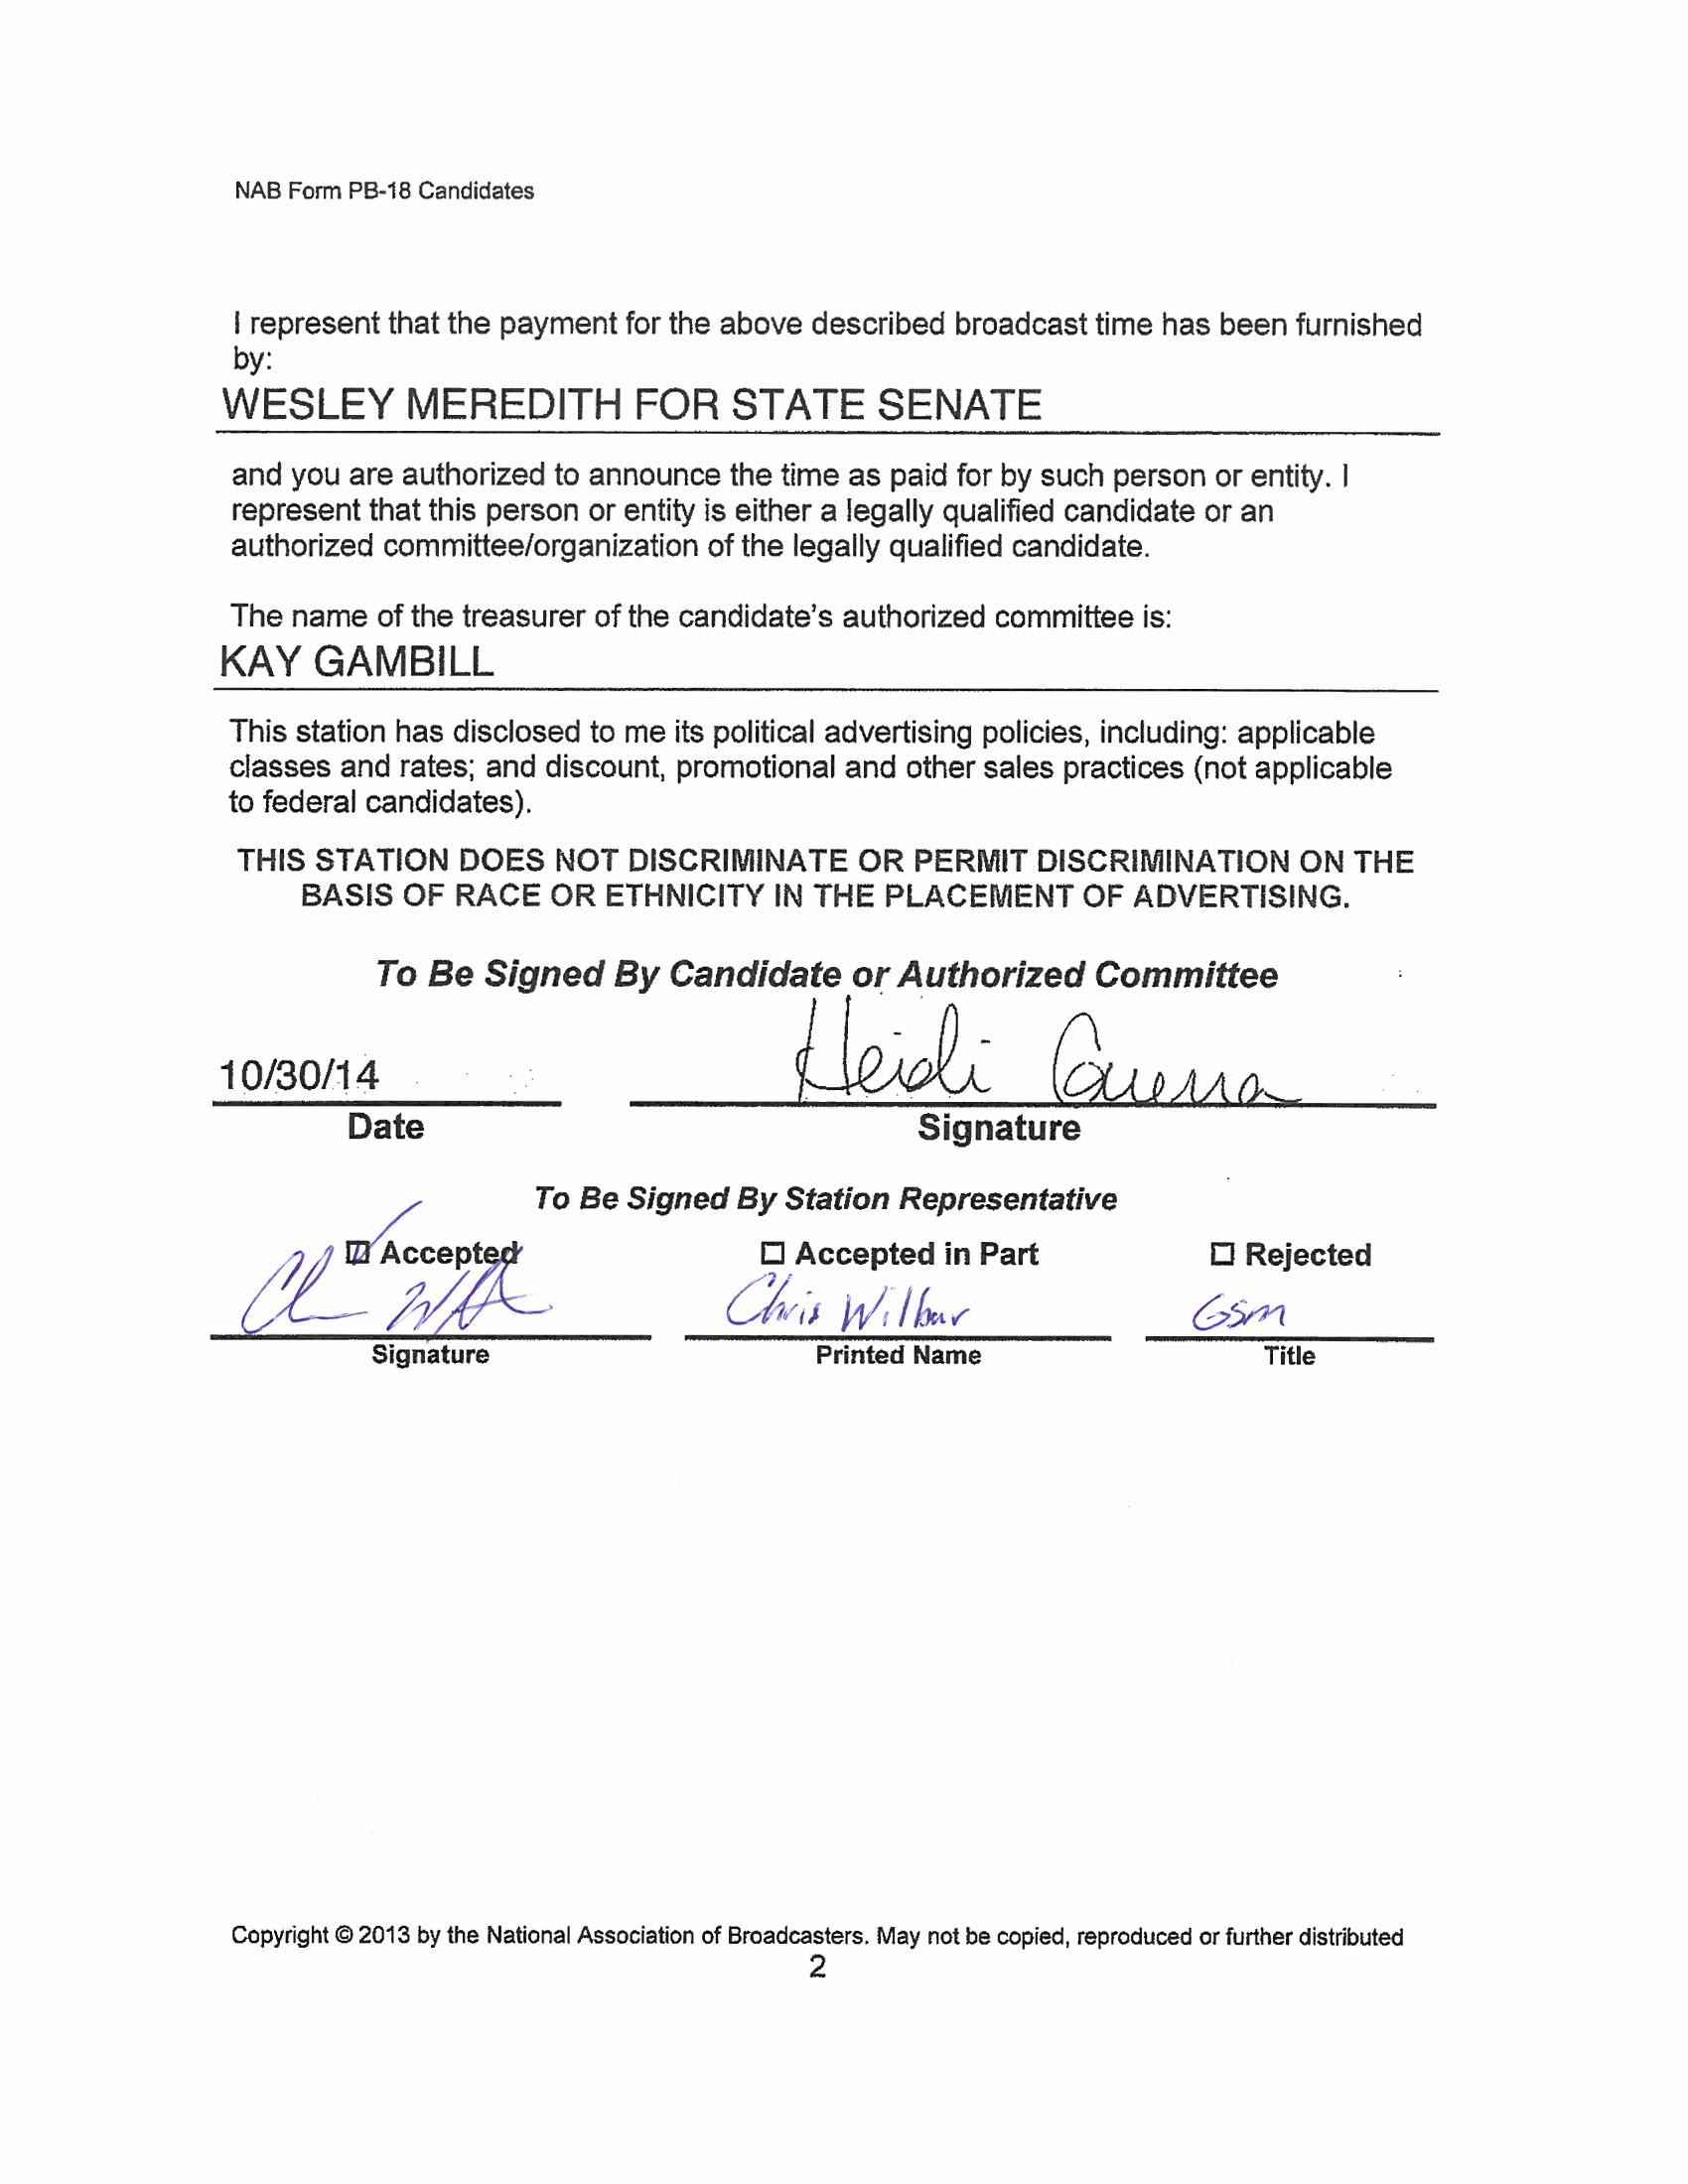 NAB Form PB-18 Candidates
I represent that the payment for the above described broadcast time has been furnished
by:
WESLEY MEREDITH FOR STATE SENATE
and you are authorized to announce the time as paid for by such person or entity. I
represent that this person or entity is either a legally qualified candidate or an
authorized committee/organization of the legally qualified candidate.
The name of the treasurer of the candidate's authorized committee is:
KAY GAMBILL
This station has disclosed to me its political advertising policies, including: applicable
classes and rates; and discount, promotional and other sales practices (not applicable
to federal candidates).
THIS STATION DOES NOT DISCRIMINATE OR PERMIT DISCRIMINATION ON THE
BASIS OF RACE OR ETHNICITY IN THE PLACEMENT OF ADVERTISING.
To Be Signed By Candidate or Authorized Committee
10/30/14 Heidi Guerra
Date Signature
To Be Signed By Station Representative
Accepted Accepted in Part Rejected
Chris Wilbur GSM
Signature Printed Name Title
Copyright © 2013 by the National Association of Broadcasters. May not be copied, reproduced or further distributed
2